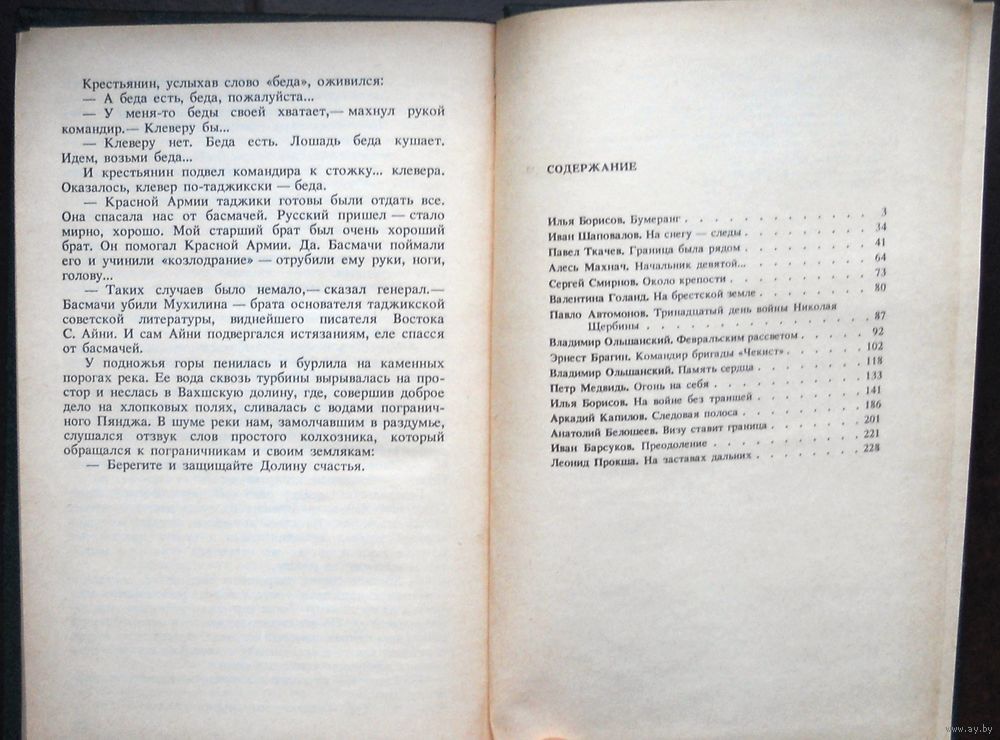 Крестьянин, услыхав слово «беда», оживился:
— А беда есть, беда, пожалуйста...
— У меня-то беды своей хватает,— махнул рукой
командир.— Клеверу бы...
— Клеверу нет. Беда есть. Лошадь беда кушает.
Идем, возьми беда...
И крестьянин подвел командира к стожку... клевера.
Оказалось, клевер по-таджикски — беда.
— Красной Армии таджики готовы были отдать все.
Она спасала нас от басмачей. Русский пришел — стало
мирно, хорошо. Мой старший брат был очень хороший
брат. Он помогал Красной Армии. Да. Басмачи поймали
его и учинили «козлодрание» — отрубили ему руки, ноги,
голову...
— Таких случаев было немало,— сказал генерал.—
Басмачи убили Мухилина — брата основателя таджикской
советской литературы, виднейшего писателя Востока
С. Айни. И сам Айни подвергался истязаниям, еле спасся
от басмачей.
У подножья горы пенилась и бурлила на каменных
порогах река. Ее вода сквозь турбины вырывалась на про-
стор и неслась в Вахшскую долину, где, совершив доброе
дело на хлопковых полях, сливалась с водами погранич-
ного Пянджа. В шуме реки нам, замолчавшим в раздумье,
слушался отзвук слов простого колхозника, который
обращался к пограничникам и своим землякам:
— Берегите и защищайте Долину счастья.
СОДЕРЖАНИЕ
Илья Борисов. Бумеранг . . . . . . . . . . . . 3
Иван Шаповалов. На снегу — следы . . . . . . . . . 34
Павел Ткачев. Граница была рядом . . . . . . . . . 41
Алесь Махнач. Начальник девятой... . . . . . . . . . 64
Сергей Смирнов. Около крепости . . . . . . . . . . 73
Валентина Голанд. На брестской земле . . . . . . . . 80
Павло Автомонов. Тринадцатый день войны Николая
Щербины . . . . . . . . . . . . 87
Владимир Ольшанский. Февральским рассветом . . . . . 92
Эрнест Брагин. Командир бригады «Чекист» . . . . . . 102
Владимир Ольшанский. Память сердца . . . . . . . . 118
Петр Медвидь. Огонь на себя . . . . . . . . . . 133
Илья Борисов. На войне без траншей . . . . . . . . 141
Аркадий Капилов. Следовая полоса . . . . . . . . . 186
Анатолий Белошеев. Визу ставит граница . . . . . . . 201
Иван Барсуков. Преодоление . . . . . . . . . . . 221
Леонид Прокша. На заставах дальних . . . . . . . . 228
www.ay.by